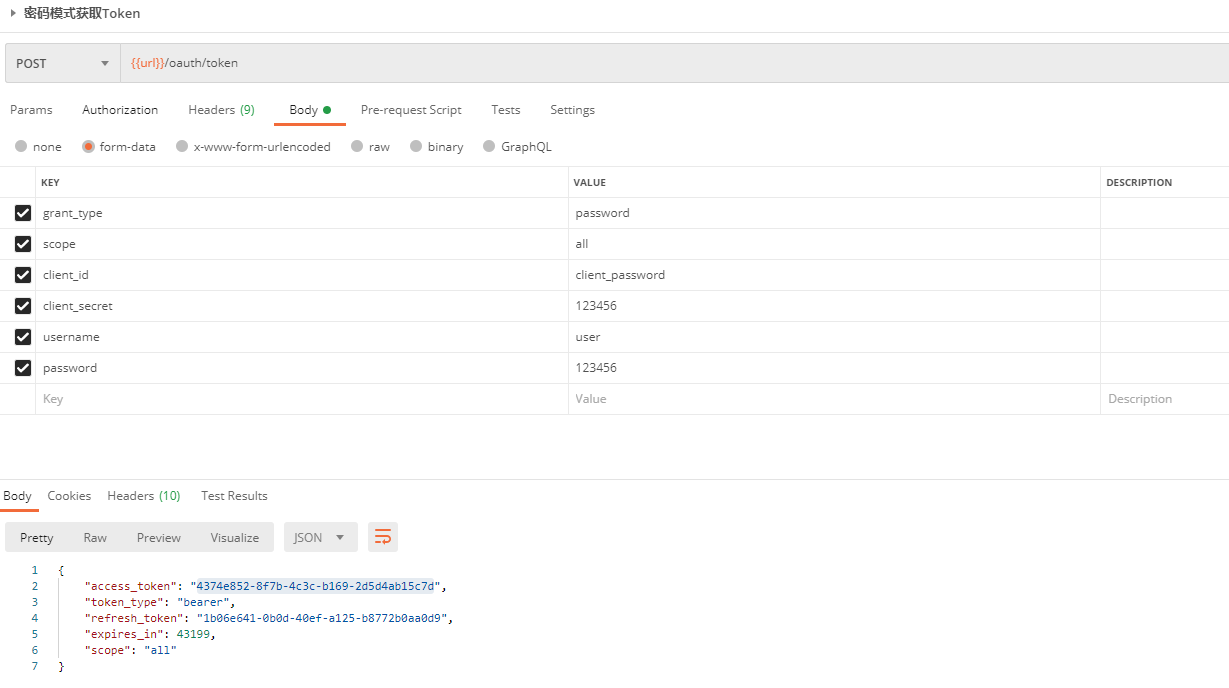 密码模式获取Token
POST {{url}}/oauth/token
Params Authorization Headers (9) Body Pre-request Script Tests Settings
none form-data x-www-form-urlencoded raw binary GraphQL
KEY VALUE DESCRIPTION
grant_type password
scope all
client_id client_password
client_secret 123456
username user
password 123456
Key Value Description
Body Cookies Headers (10) Test Results
Pretty Raw Preview Visualize JSON
1 {
2 "access_token": "4374e852-8f7b-4c3c-b169-2d5d4ab15c7d",
3 "token_type": "bearer",
4 "refresh_token": "1b06e641-0b0d-40ef-a125-b8772b0aa0d9",
5 "expires_in": 43199,
6 "scope": "all"
7 }